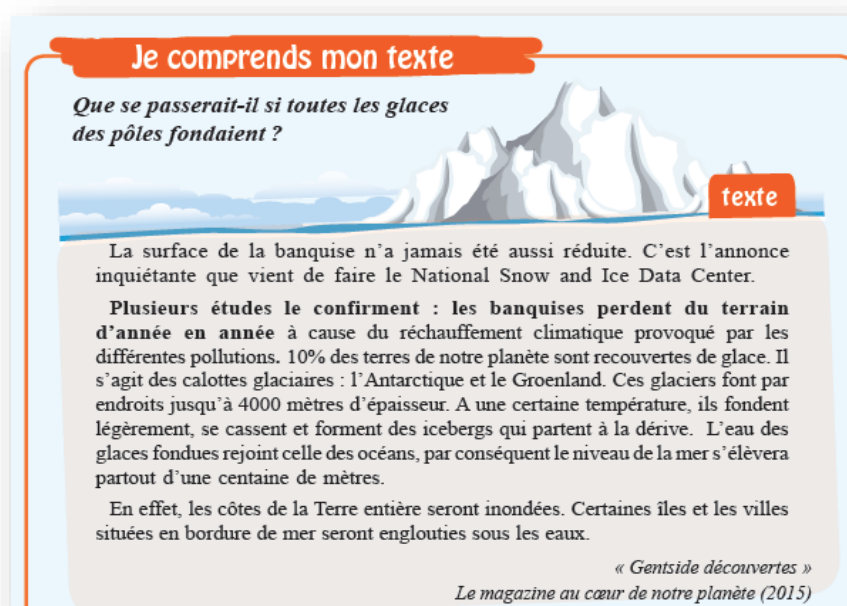 Je comprends mon texte
Que se passerait-il si toutes les glaces
des pôles fondaient ?
texte
La surface de la banquise n'a jamais été aussi réduite. C'est l'annonce
inquiétante que vient de faire le National Snow and Ice Data Center.
Plusieurs études le confirment : les banquises perdent du terrain
d'année en année à cause du réchauffement climatique provoqué par les
différentes pollutions. 10% des terres de notre planète sont recouvertes de glace. Il
s'agit des calottes glaciaires : l'Antarctique et le Groenland. Ces glaciers font par
endroits jusqu'à 4000 mètres d'épaisseur. A une certaine température, ils fondent
légèrement, se cassent et forment des icebergs qui partent à la dérive. L'eau des
glaces fondues rejoint celle des océans, par conséquent le niveau de la mer s'élèvera
partout d'une centaine de mètres.
En effet, les côtes de la Terre entière seront inondées. Certaines îles et les villes
situées en bordure de mer seront englouties sous les eaux.
« Gentside découvertes »
Le magazine au cœur de notre planète (2015)